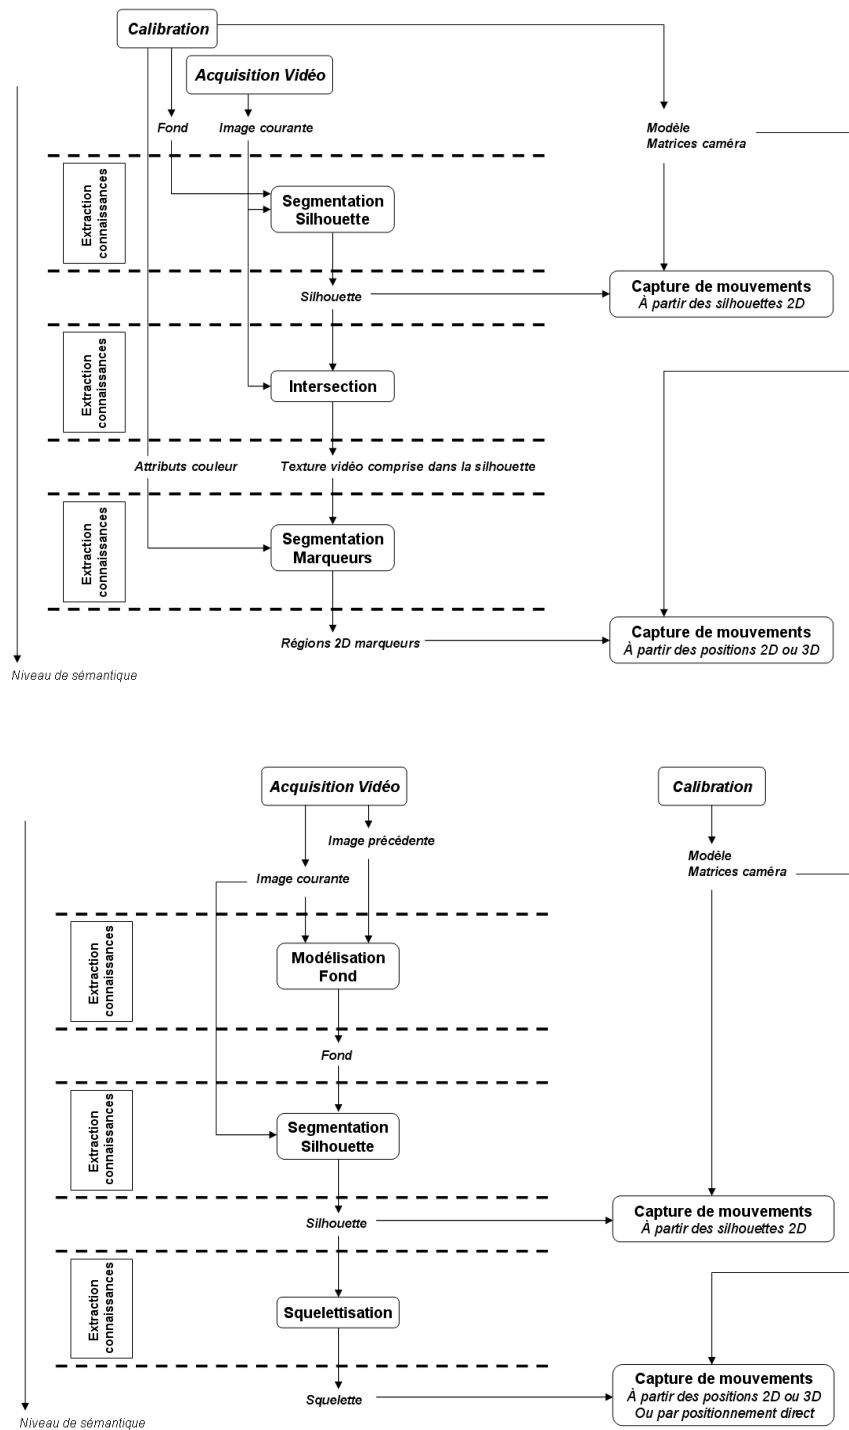 Calibration
Acquisition Vidéo
Fond
Image courante
Modèle
Matrices caméra
Extraction
connaissances
Segmentation
Silhouette
Silhouette
Capture de mouvements
À partir des silhouettes 2D
Extraction
connaissances
Intersection
Attributs couleur
Texture vidéo comprise dans la silhouette
Extraction
connaissances
Segmentation
Marqueurs
Régions 2D marqueurs
Capture de mouvements
À partir des positions 2D ou 3D
Niveau de sémantique
Acquisition Vidéo
Calibration
Image précédente
Image courante
Modèle
Matrices caméra
Extraction
connaissances
Modélisation
Fond
Fond
Extraction
connaissances
Segmentation
Silhouette
Silhouette
Capture de mouvements
À partir des silhouettes 2D
Extraction
connaissances
Squelettisation
Squelette
Capture de mouvements
À partir des positions 2D ou 3D
Ou par positionnement direct
Niveau de sémantique